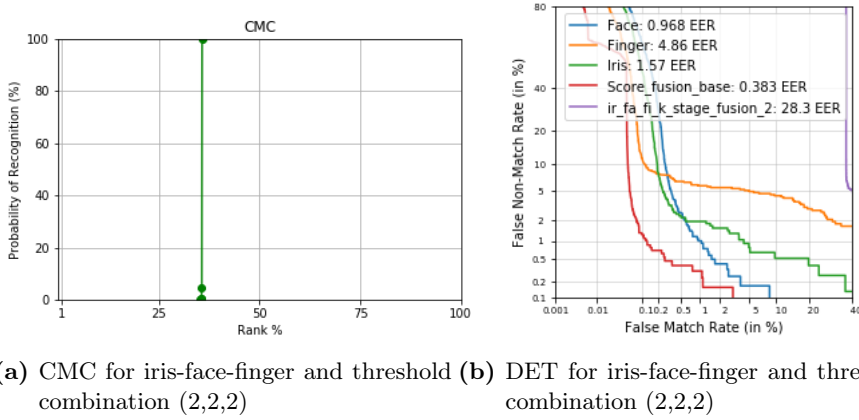 CMC
100
80
60
40
20
0
Probability of Recognition (%)
1 25 50 75 100
Rank %
80
40
20
10
5
2
1
0.5
0.2
0.1
False Non-Match Rate (in %)
Face: 0.968 EER
Finger: 4.86 EER
Iris: 1.57 EER
Score_fusion_base: 0.383 EER
ir_fa_fi_k_stage_fusion_2: 28.3 EER
0.001 0.01 0.1 0.2 0.5 1 2 5 10 20 40
False Match Rate (in %)
(a) CMC for iris-face-finger and threshold
combination (2,2,2)
(b) DET for iris-face-finger and thre
combination (2,2,2)